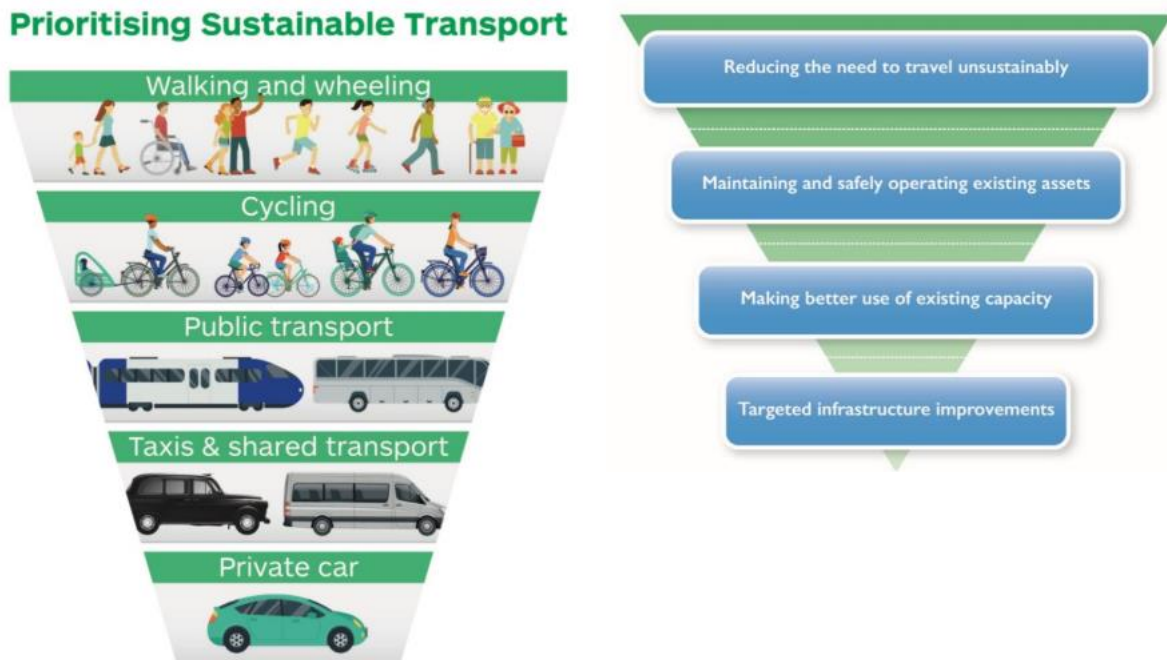 Prioritising Sustainable Transport
Walking and wheeling
Cycling
Public transport
Taxis & shared transport
Private car
Reducing the need to travel unsustainably
Maintaining and safely operating existing assets
Making better use of existing capacity
Targeted infrastructure improvements